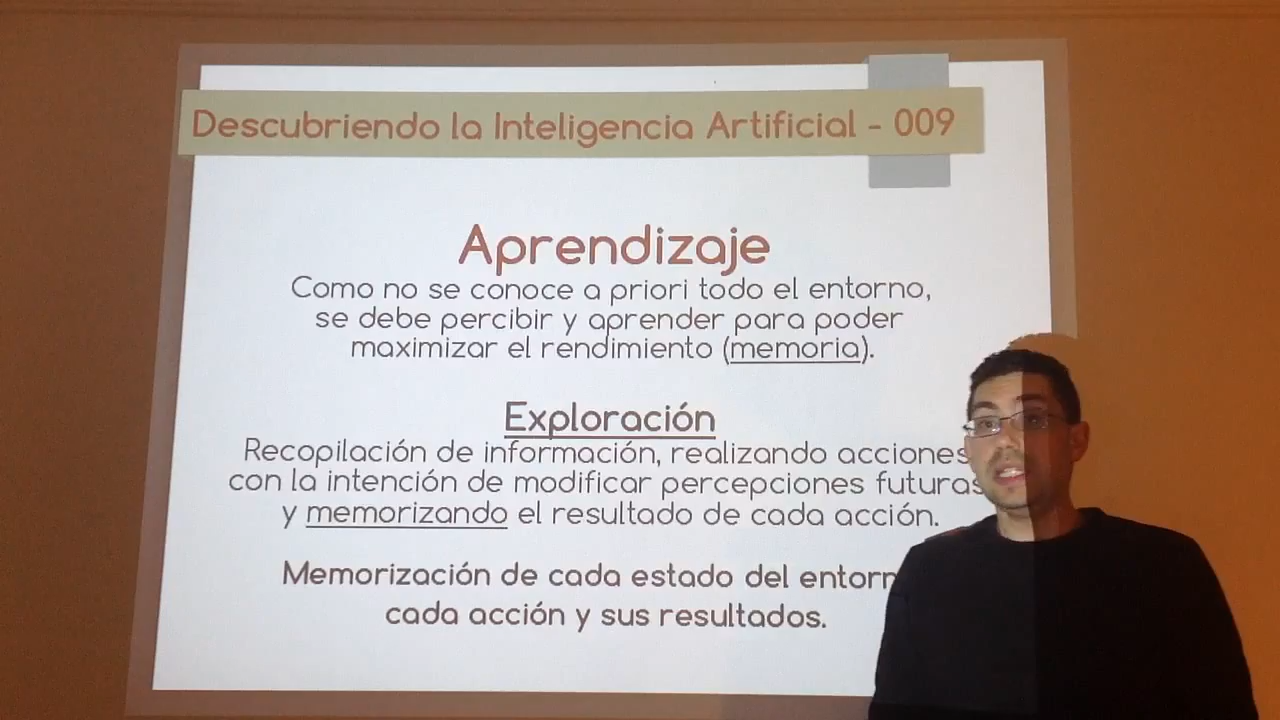 Descubriendo la Inteligencia Artificial - 009
Aprendizaje
Como no se conoce a priori todo el entorno,
se debe percibir y aprender para poder
maximizar el rendimiento (memoria).
Exploración
Recopilación de información, realizando acciones
con la intención de modificar percepciones futuras
y memorizando el resultado de cada acción.
Memorización de cada estado del entorn
cada acción y sus resultados.